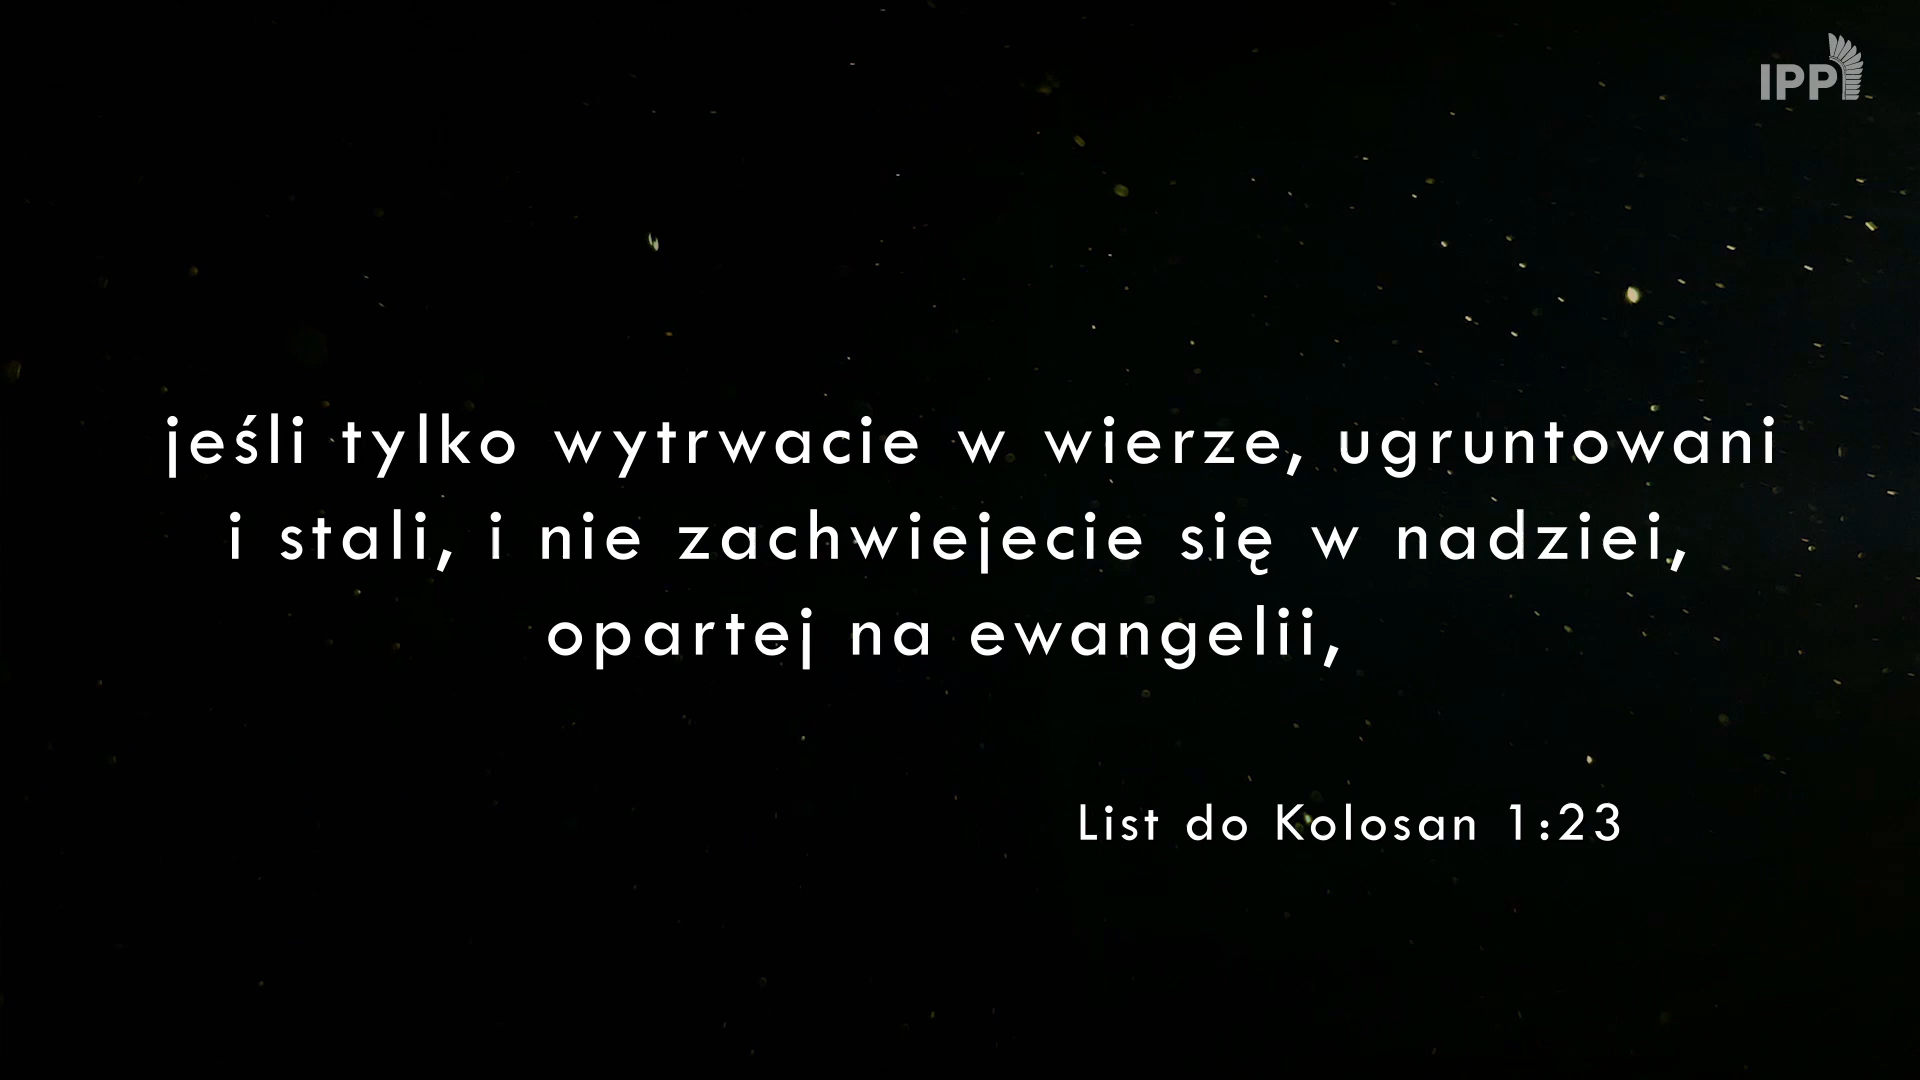 IPP
jeśli tylko wytrwacie w wierze, ugruntowani
i stali, i nie zachwiejecie się w nadziei,
opartej na ewangelii,
List do Kolosan 1:23